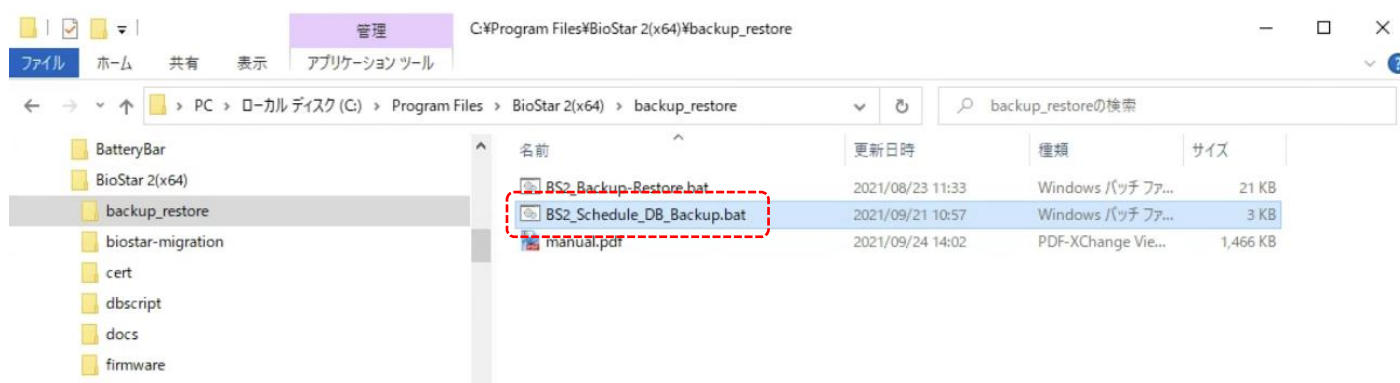 管理
C:¥Program Files¥BioStar 2(x64)¥backup_restore
ファイル ホーム 共有 表示 アプリケーション ツール
PC › ローカル ディスク (C:) › Program Files › BioStar 2(x64) › backup_restore
backup_restoreの検索
BatteryBar
BioStar 2(x64)
backup_restore
biostar-migration
cert
dbscript
docs
firmware
名前 更新日時 種類 サイズ
BS2_Backup-Restore.bat 2021/08/23 11:33 Windows バッチ ファ... 21 KB
BS2_Schedule_DB_Backup.bat 2021/09/21 10:57 Windows バッチ ファ... 3 KB
manual.pdf 2021/09/24 14:02 PDF-XChange Vie... 1,466 KB